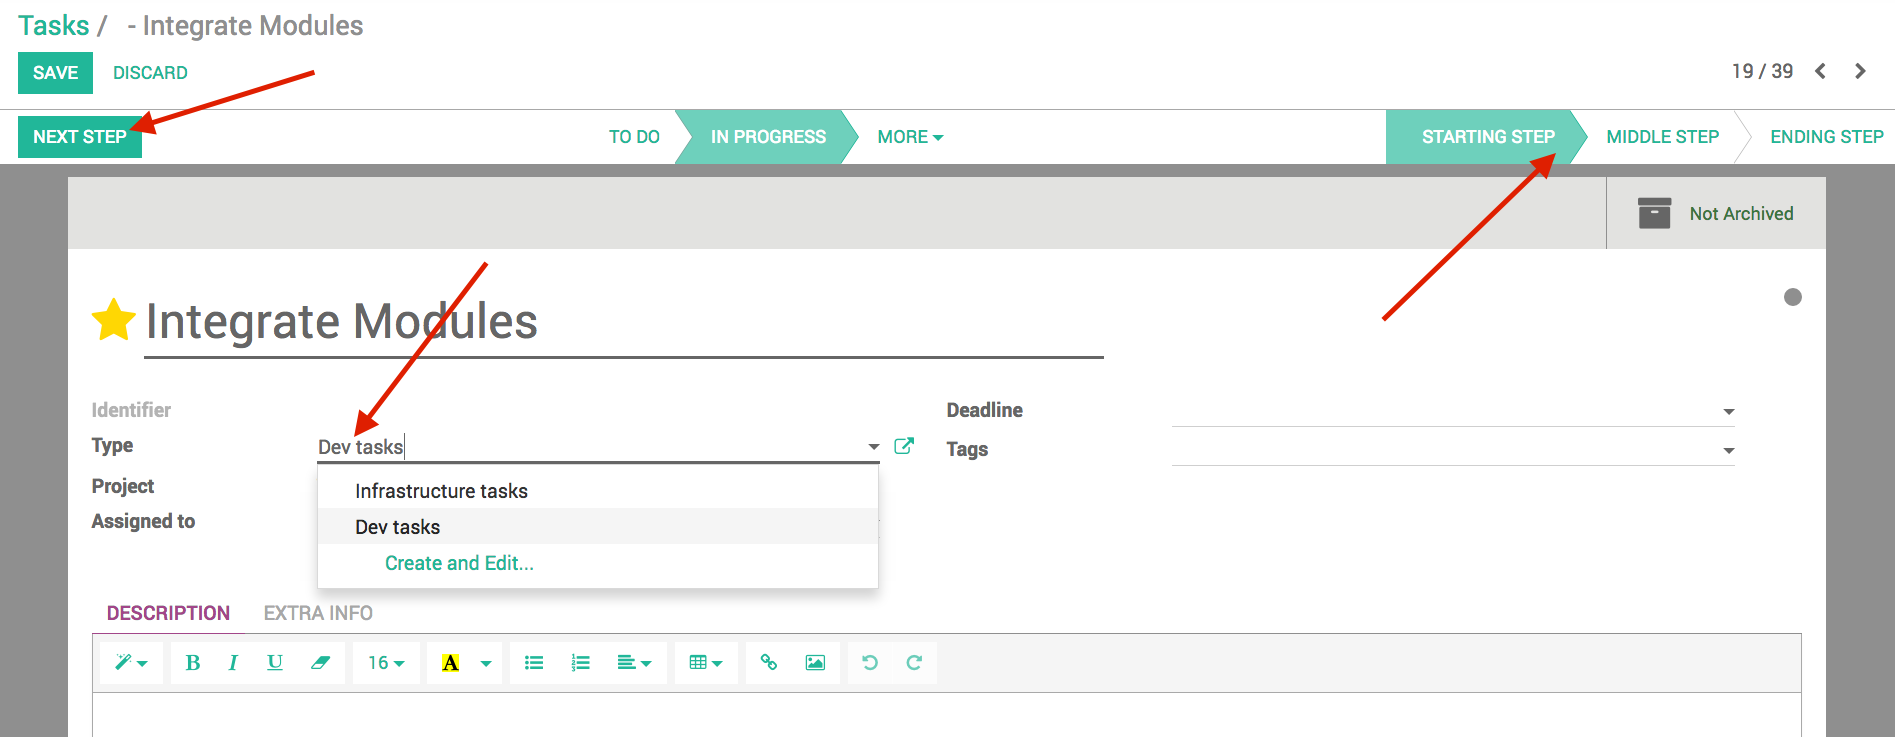 Tasks / - Integrate Modules
SAVE DISCARD
19 / 39
NEXT STEP TO DO IN PROGRESS MORE STARTING STEP MIDDLE STEP ENDING STEP
Not Archived
Integrate Modules
Identifier
Deadline
Type Dev tasks
Tags
Infrastructure tasks
Project
Dev tasks
Assigned to
Create and Edit...
DESCRIPTION EXTRA INFO
B I U 16 A